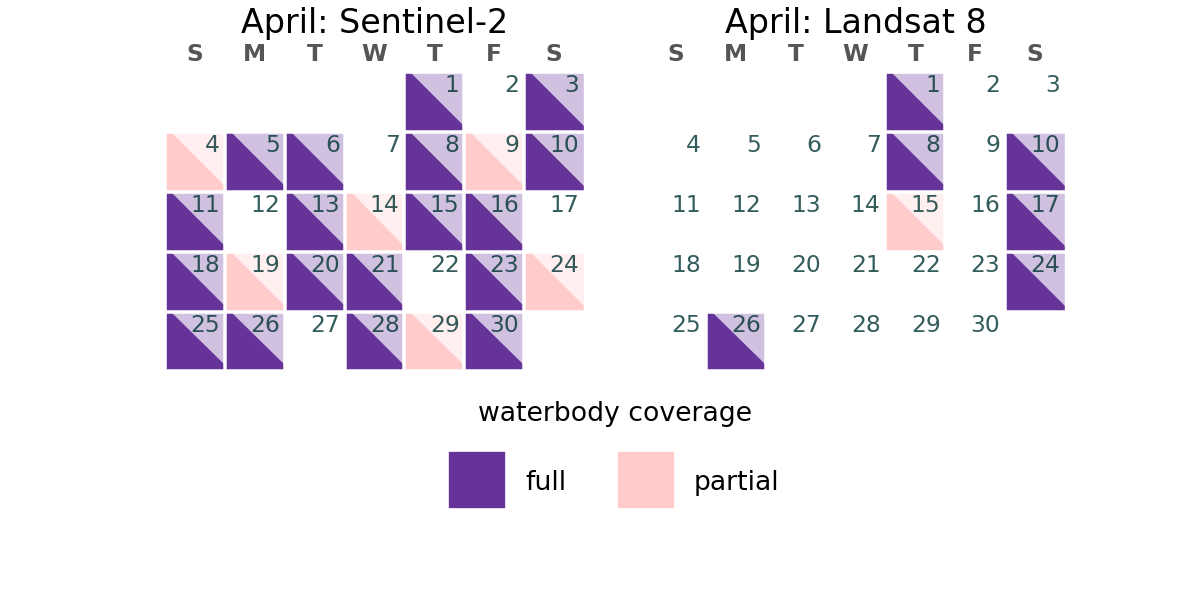 April: Sentinel-2
S M T W T F S
1 2 3
4 5 6 7 8 9 10
11 12 13 14 15 16 17
18 19 20 21 22 23 24
25 26 27 28 29 30
April: Landsat 8
S M T W T F S
1 2 3
4 5 6 7 8 9 10
11 12 13 14 15 16 17
18 19 20 21 22 23 24
25 26 27 28 29 30
waterbody coverage
full partial